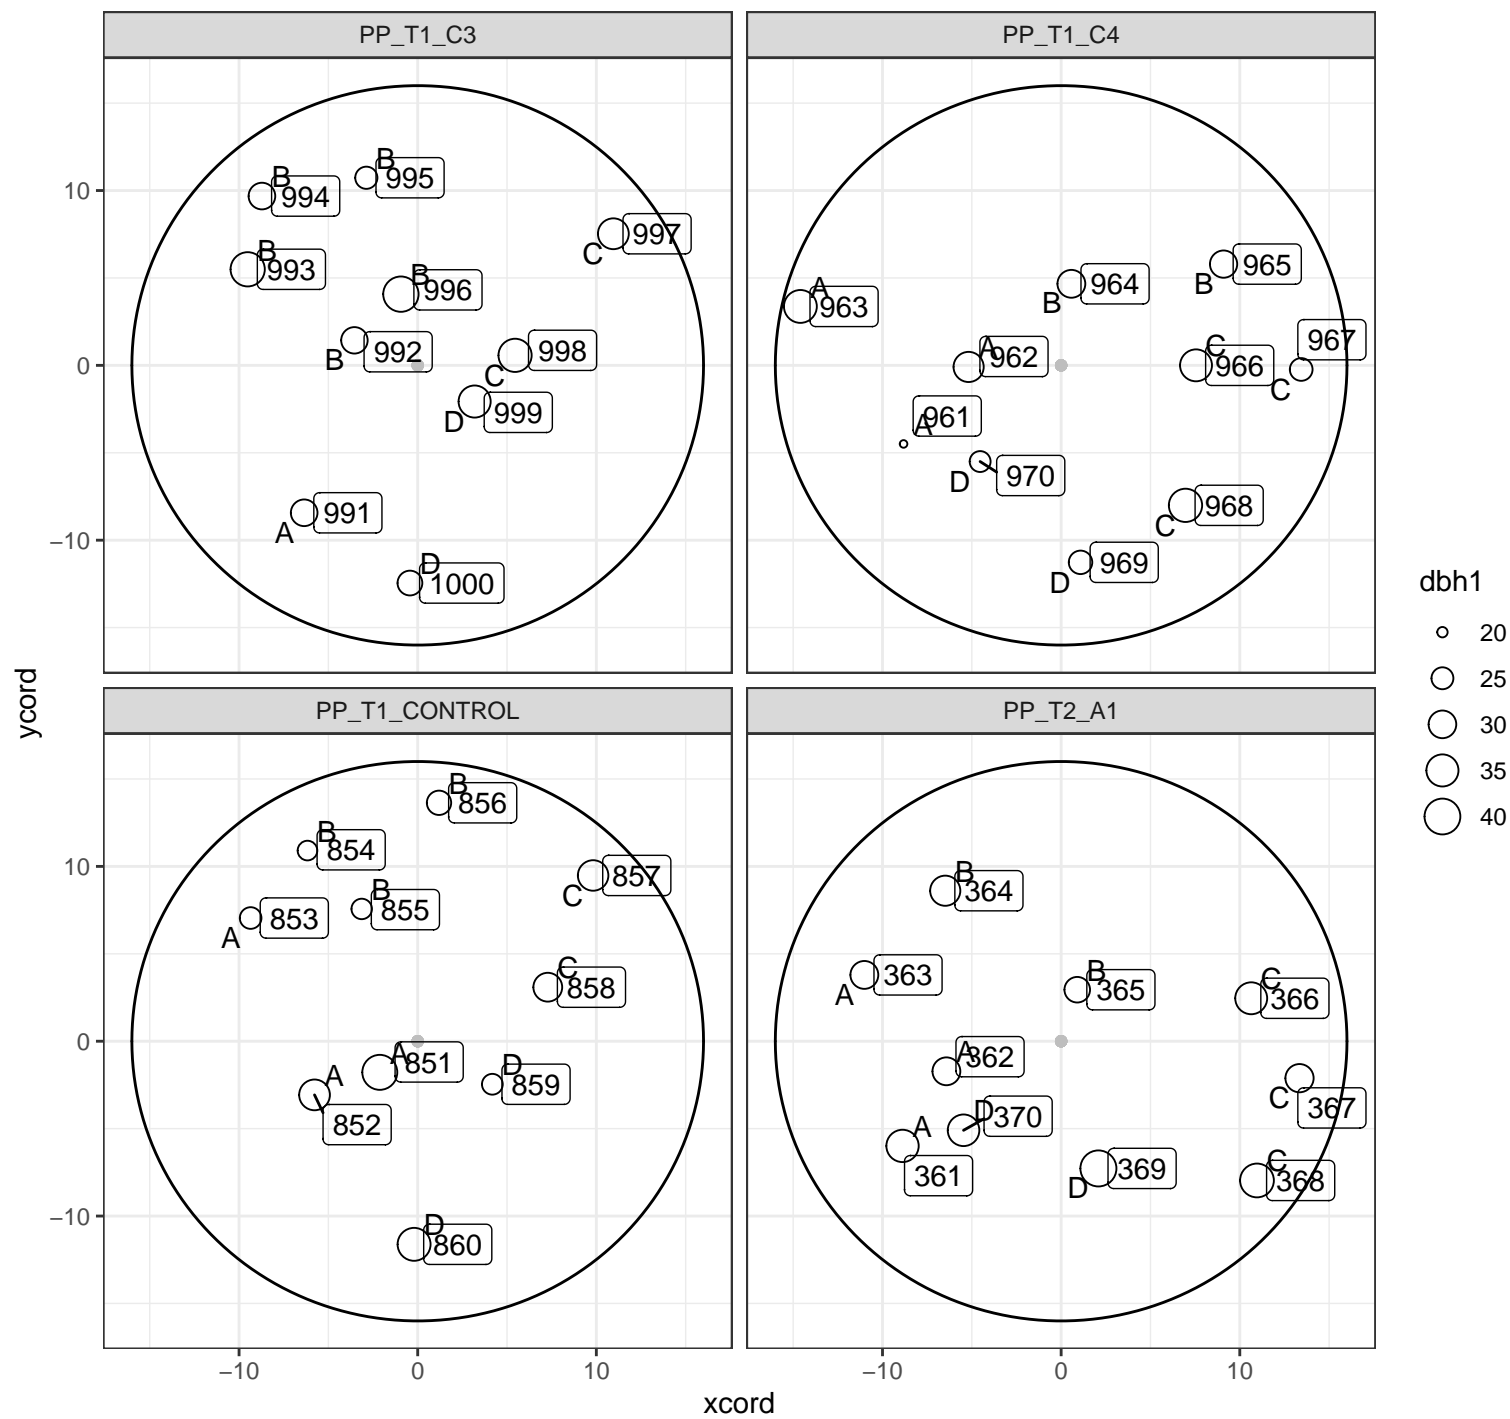 PP_T1_C3
PP_T1_C4
B
995
B
994
997
C
B
993
B
996
B
992
998
C
999
D
991
A
D
1000
10
0
−10
965
B
964
B
A
963
967
C
966
C
A
962
961
A
970
D
968
C
969
D
PP_T1_CONTROL
PP_T2_A1
B
856
B
854
857
C
B
855
853
A
C
858
A
851
D
859
A
852
D
860
10
0
−10
B
364
363
A
B
365
C
366
A
362
C
367
D
370
A
361
369
D
C
368
−10 0 10
−10 0 10
xcord
ycord
dbh1
20
25
30
35
40